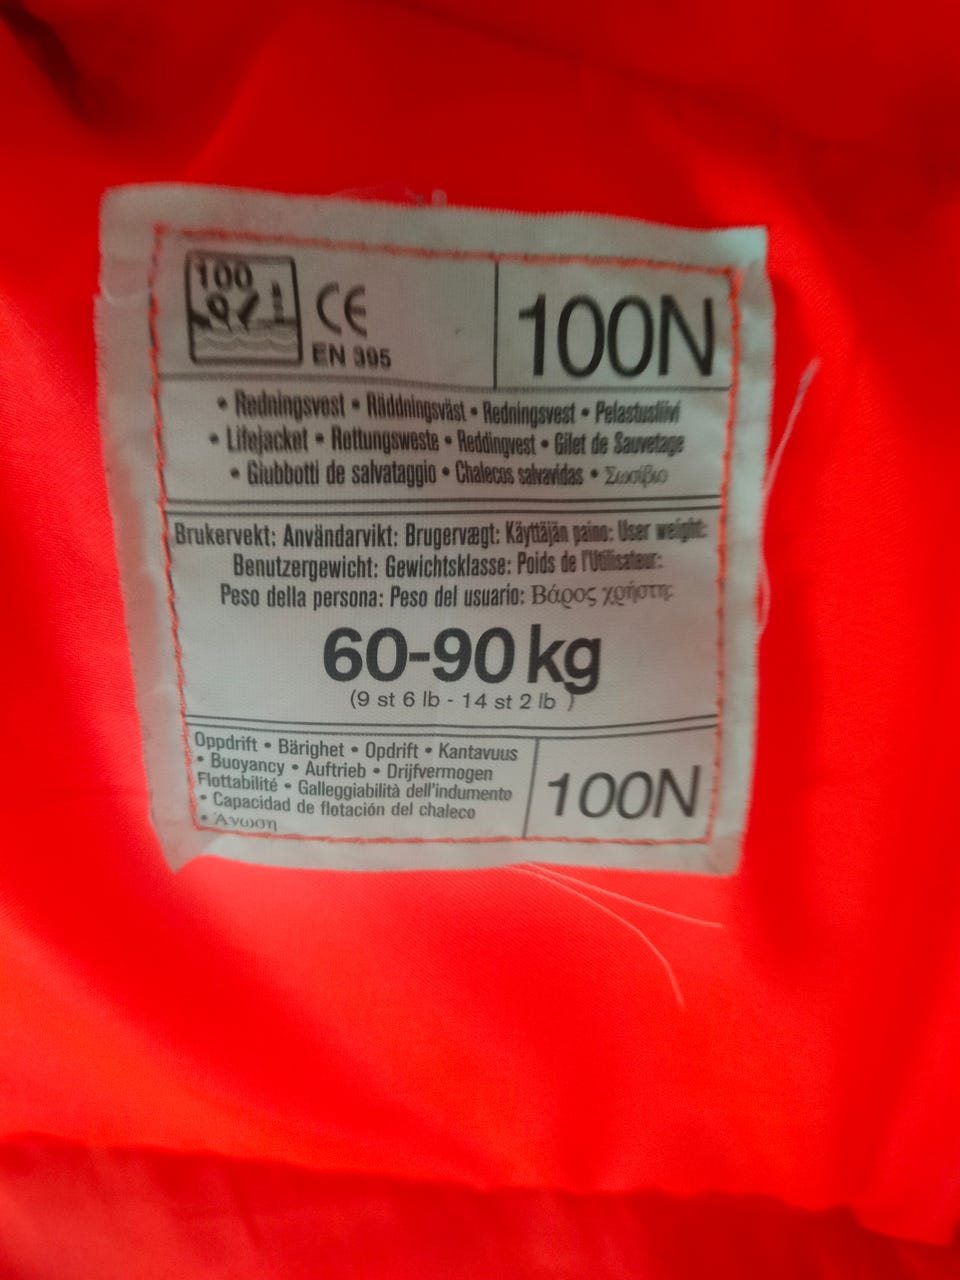 100
CE
EN 395
100N
• Redningsvest • Räddningsväst • Redningsvest • Pelastusliivi
• Lifejacket • Rettungsweste • Reddingvest • Gilet de Sauvetage
• Giubbotti de salvataggio • Chalecos salvavidas • Σωσίβιο
Brukervekt: Användarvikt: Brugervægt: Käyttäjän paino: User weight:
Benutzergewicht: Gewichtsklasse: Poids de l'Utilisateur:
Peso della persona: Peso del usuario: Βάρος χρήστη:
60-90 kg
(9 st 6 lb - 14 st 2 lb )
Oppdrift • Bärighet • Opdrift • Kantavuus
• Buoyancy • Auftrieb • Drijfvermogen
Flottabilité • Galleggiabilità dell'indumento
• Capacidad de flotación del chaleco
• Άνωση
100N